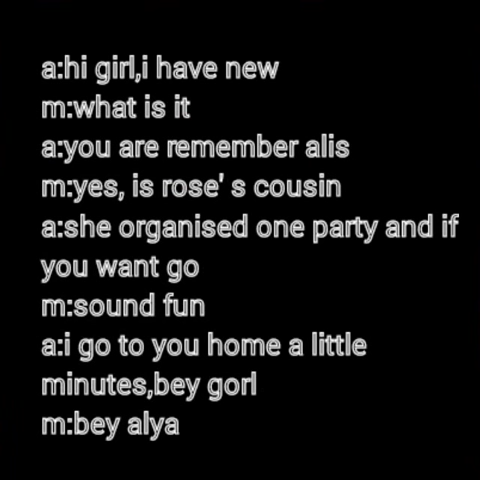 a:hi girl,i have new
m:what is it
a:you are remember alis
m:yes, is rose' s cousin
a:she organised one party and if
you want go
m:sound fun
a:i go to you home a little
minutes,bey gorl
m:bey alya